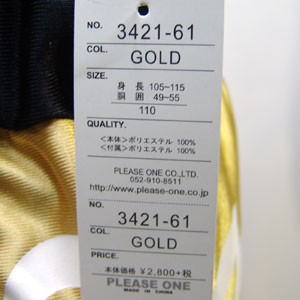 NO. 3421-61
COL. GOLD
SIZE.
身 長 105~115
胴 囲 49~55
110
QUALITY.
<本体>ポリエステル 100%
<付属>ポリエステル 100%
PLEASE ONE CO.,LTD.
052-910-8511
http://www.please-one.co.jp
NO. 3421-61
COL. GOLD
PRICE.
本体価格 ¥2,800+税
PLEASE ONE
MADE IN CHINA